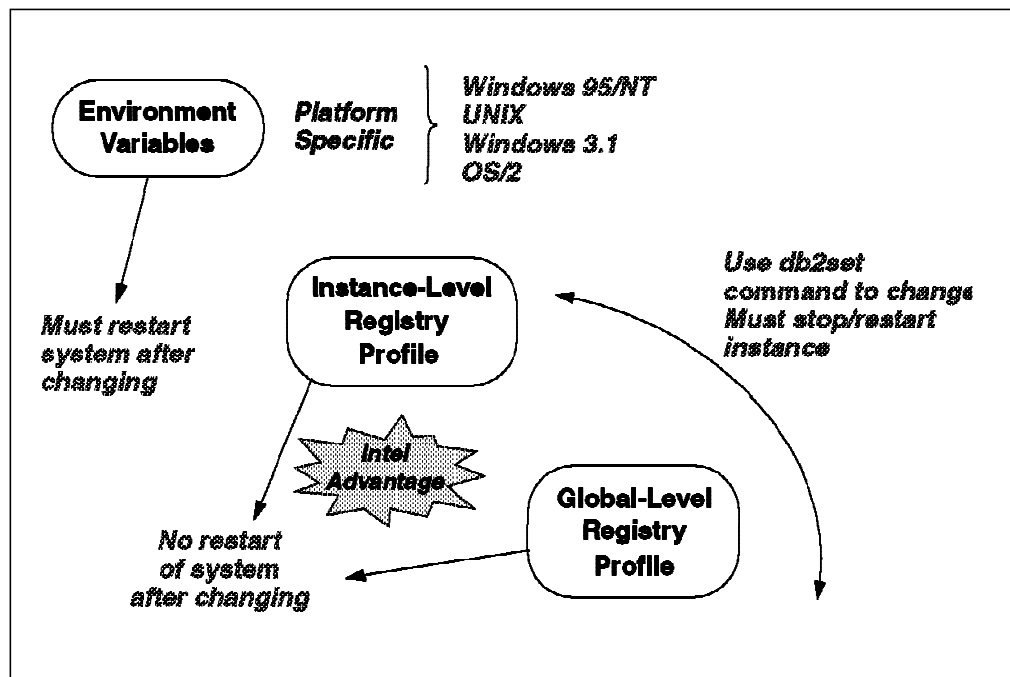 Environment
Variables
Platform
Specific
Windows 95/NT
UNIX
Windows 3.1
OS/2
Must restart
system after
changing
Instance-Level
Registry
Profile
Use db2set
command to change
Must stop/restart
instance
Intel
Advantage
Global-Level
Registry
Profile
No restart
of system
after changing